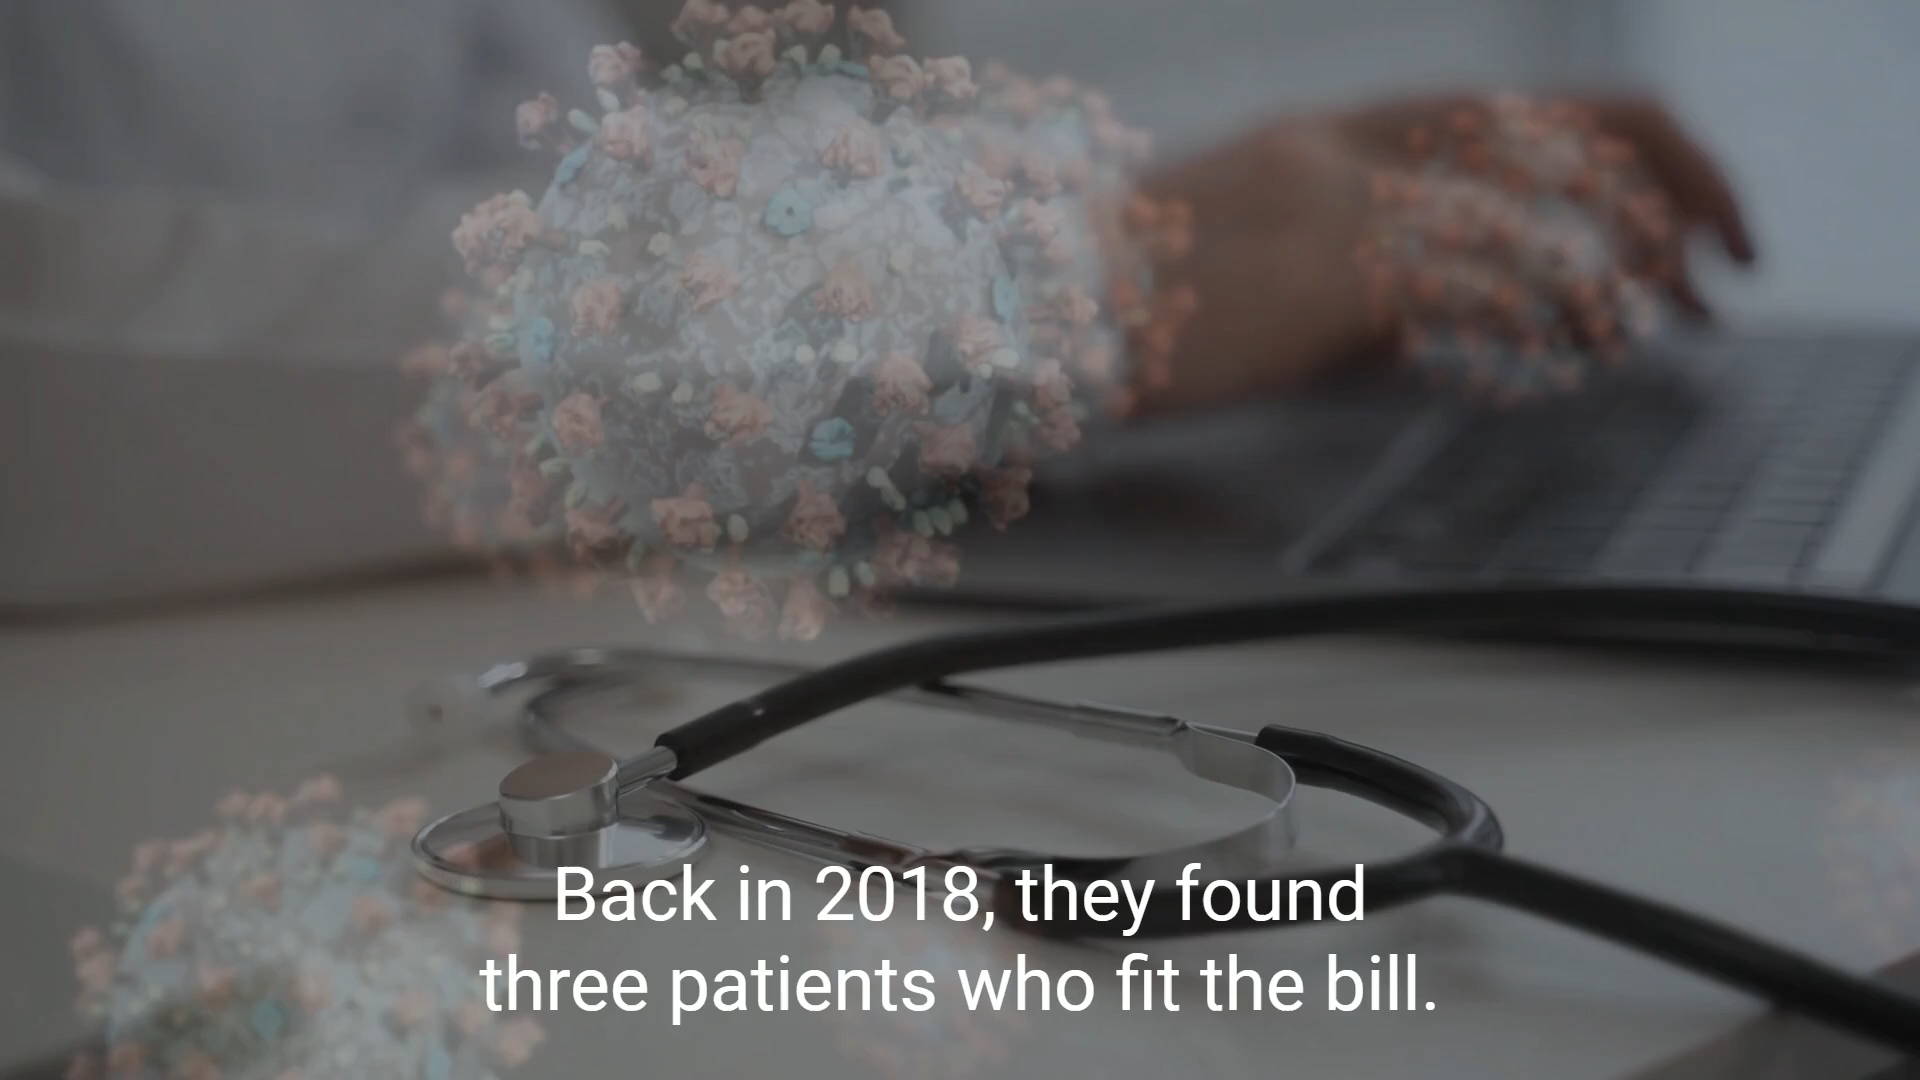 Back in 2018, they found
three patients who fit the bill.